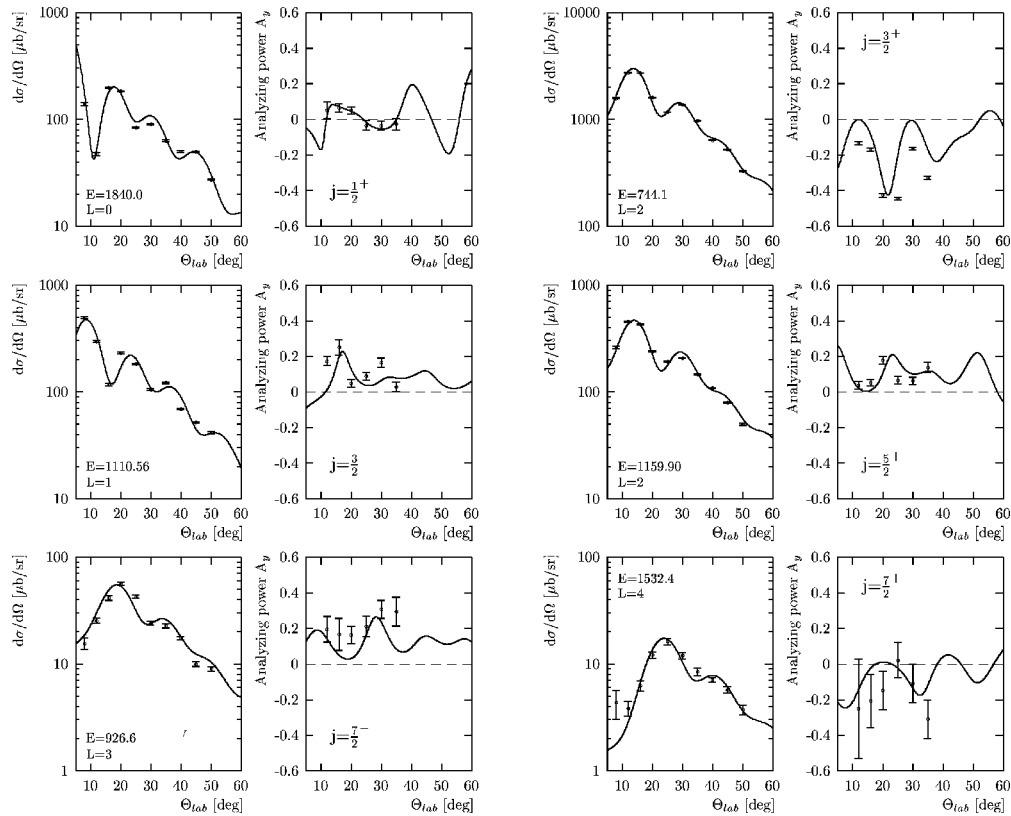 dσ/dΩ [μb/sr]
1000
100
10
E=1840.0
L=0
10 20 30 40 50 60
Θlab [deg]
Analyzing power Ay
0.6
0.4
0.2
0
-0.2
-0.4
-0.6
j=1/2+
10 20 30 40 50 60
Θlab [deg]
dσ/dΩ [μb/sr]
10000
1000
100
E=744.1
L=2
10 20 30 40 50 60
Θlab [deg]
Analyzing power Ay
0.6
0.4
0.2
0
-0.2
-0.4
-0.6
j=3/2+
10 20 30 40 50 60
Θlab [deg]
dσ/dΩ [μb/sr]
1000
100
10
E=1110.56
L=1
10 20 30 40 50 60
Θlab [deg]
Analyzing power Ay
0.6
0.4
0.2
0
0.2
-0.4
-0.6
j=3/2
10 20 30 40 50 60
Θlab [deg]
dσ/dΩ [μb/sr]
1000
100
10
E=1159.90
L=2
10 20 30 40 50 60
Θlab [deg]
Analyzing power Ay
0.6
0.4
0.2
0
0.2
-0.4
-0.6
j=5/2|
10 20 30 40 50 60
Θlab [deg]
dσ/dΩ [μb/sr]
100
10
1
E=926.6
L=3
10 20 30 40 50 60
Θlab [deg]
Analyzing power Ay
0.6
0.4
0.2
0
-0.2
-0.4
-0.6
j=7/2−
10 20 30 40 50 60
Θlab [deg]
dσ/dΩ [μb/sr]
100
10
1
E=1532.4
L=4
10 20 30 40 50 60
Θlab [deg]
Analyzing power Ay
0.6
0.4
0.2
0
-0.2
-0.4
-0.6
j=7/2|
10 20 30 40 50 60
Θlab [deg]